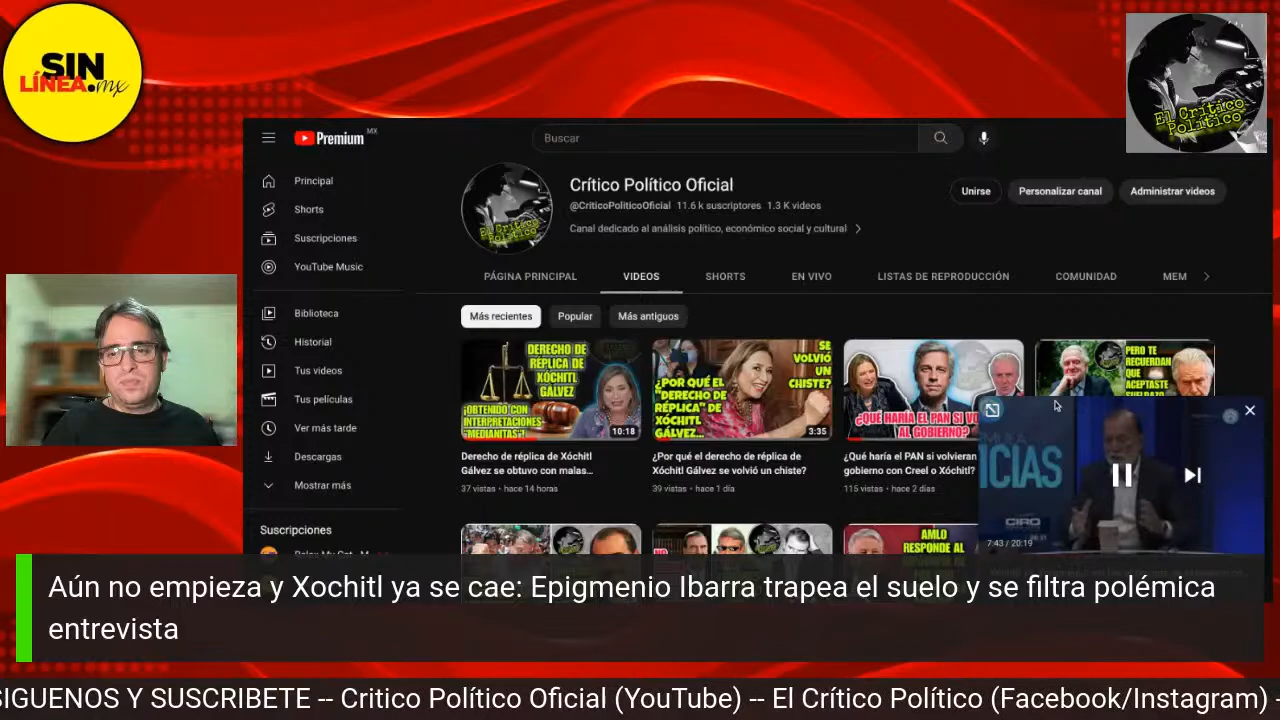 SIN
LÍNEA.mx
El Crítico
Político
Premium MX
Buscar
Principal
Shorts
Suscripciones
YouTube Music
Biblioteca
Historial
Tus videos
Tus películas
Ver más tarde
Descargas
Mostrar más
Suscripciones
El Crítico
Político
Crítico Político Oficial
@CriticoPoliticoOficial 11.6 k suscriptores 1.3 K videos
Canal dedicado al análisis político, económico social y cultural
Unirse
Personalizar canal
Administrar videos
PÁGINA PRINCIPAL
VIDEOS
SHORTS
EN VIVO
LISTAS DE REPRODUCCIÓN
COMUNIDAD
MEM
Más recientes
Popular
Más antiguos
DERECHO DE
RÉPLICA DE
XÓCHITL
GÁLVEZ
¡OBTENIDO CON
INTERPRETACIONES
"MEDIANITAS"!
10:18
Derecho de réplica de Xóchitl
Gálvez se obtuvo con malas...
37 vistas • hace 14 horas
SE
VOLVIÓ
UN
CHISTE?
¿POR QUÉ EL
"DERECHO DE
RÉPLICA" DE
XÓCHITL
GÁLVEZ...
3:35
¿Por qué el derecho de réplica de
Xóchitl Gálvez se volvió un chiste?
39 vistas • hace 1 día
¿QUÉ HARÍA EL PAN SI VO
AL GOBIERNO?
¿Qué haría el PAN si volvieran
gobierno con Creel o Xóchitl?
115 vistas • hace 2 días
PERO TE
RECUERDAN
QUE
ACEPTASTE
ICIAS
CIRO
7:43 / 20:19
NO
AMLO
RESPONDE
AL
Aún no empieza y Xochitl ya se cae: Epigmenio Ibarra trapea el suelo y se filtra polémica
entrevista
SIGUENOS Y SUSCRIBETE -- Critico Político Oficial (YouTube) -- El Crítico Político (Facebook/Instagram) -